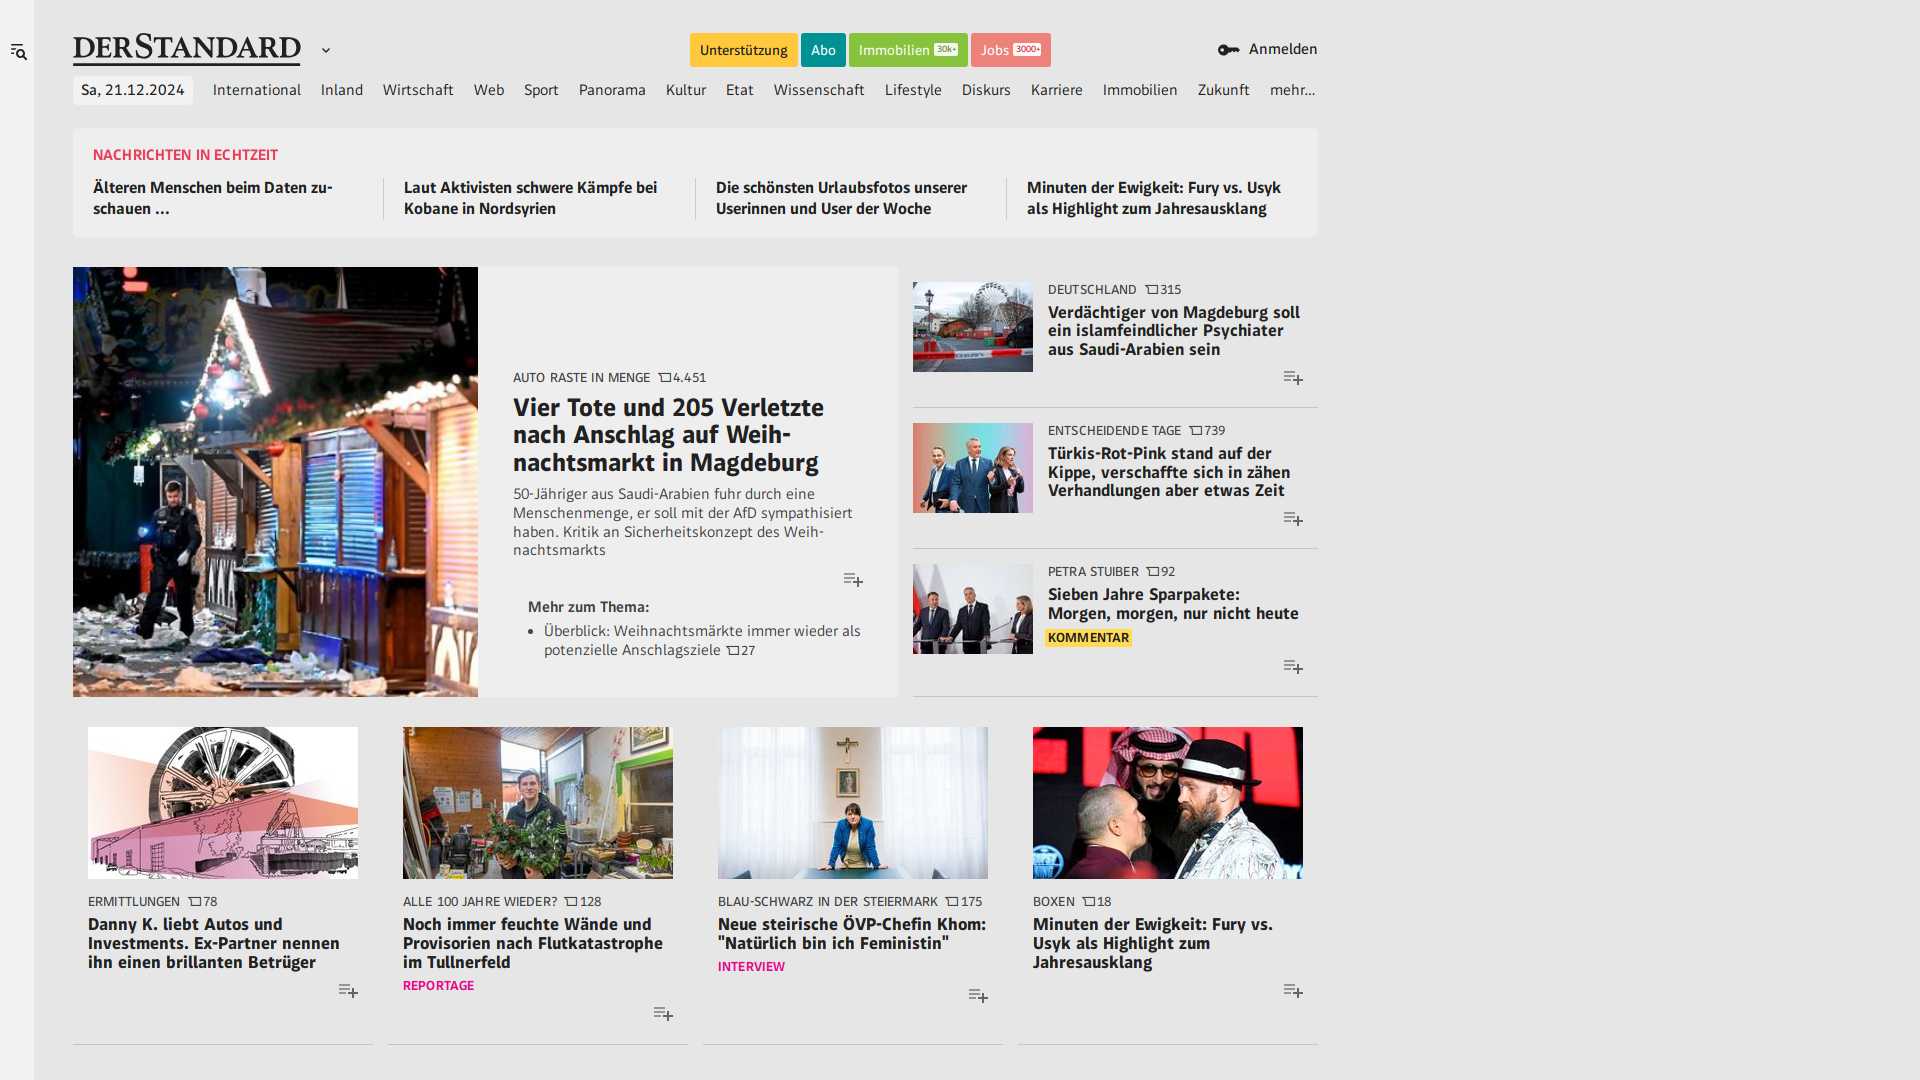 DERSTANDARD
Unterstützung Abo Immobilien 30k+ Jobs 3000+
Anmelden
Sa, 21.12.2024 International Inland Wirtschaft Web Sport Panorama Kultur Etat Wissenschaft Lifestyle Diskurs Karriere Immobilien Zukunft mehr...
NACHRICHTEN IN ECHTZEIT
Älteren Menschen beim Daten zu-
schauen ...
Laut Aktivisten schwere Kämpfe bei
Kobane in Nordsyrien
Die schönsten Urlaubsfotos unserer
Userinnen und User der Woche
Minuten der Ewigkeit: Fury vs. Usyk
als Highlight zum Jahresausklang
AUTO RASTE IN MENGE 4.451
Vier Tote und 205 Verletzte
nach Anschlag auf Weih-
nachtsmarkt in Magdeburg
50-Jähriger aus Saudi-Arabien fuhr durch eine
Menschenmenge, er soll mit der AfD sympathisiert
haben. Kritik an Sicherheitskonzept des Weih-
nachtsmarkts
Mehr zum Thema:
• Überblick: Weihnachtsmärkte immer wieder als
potenzielle Anschlagsziele 27
DEUTSCHLAND 315
Verdächtiger von Magdeburg soll
ein islamfeindlicher Psychiater
aus Saudi-Arabien sein
ENTSCHEIDENDE TAGE 739
Türkis-Rot-Pink stand auf der
Kippe, verschaffte sich in zähen
Verhandlungen aber etwas Zeit
PETRA STUIBER 92
Sieben Jahre Sparpakete:
Morgen, morgen, nur nicht heute
KOMMENTAR
ERMITTLUNGEN 78
Danny K. liebt Autos und
Investments. Ex-Partner nennen
ihn einen brillanten Betrüger
ALLE 100 JAHRE WIEDER? 128
Noch immer feuchte Wände und
Provisorien nach Flutkatastrophe
im Tullnerfeld
REPORTAGE
BLAU-SCHWARZ IN DER STEIERMARK 175
Neue steirische ÖVP-Chefin Khom:
"Natürlich bin ich Feministin"
INTERVIEW
BOXEN 18
Minuten der Ewigkeit: Fury vs.
Usyk als Highlight zum
Jahresausklang